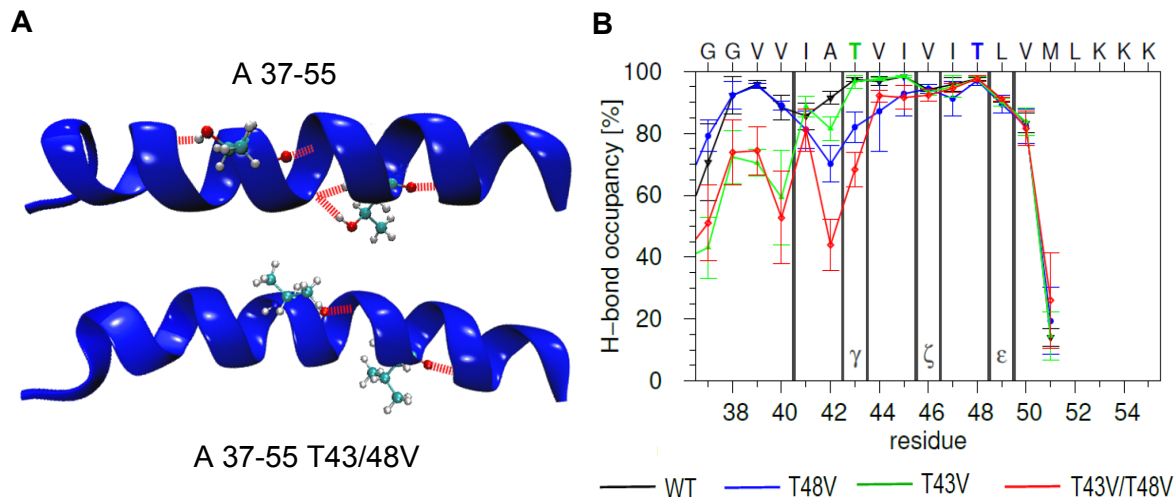 A
A 37-55
A 37-55 T43/48V
B
G G V V I A T V I V I T L V M L K K K
H-bond occupancy [%]
100
80
60
40
20
0
γ ζ ε
38 40 42 44 46 48 50 52 54
residue
WT T48V T43V T43V/T48V